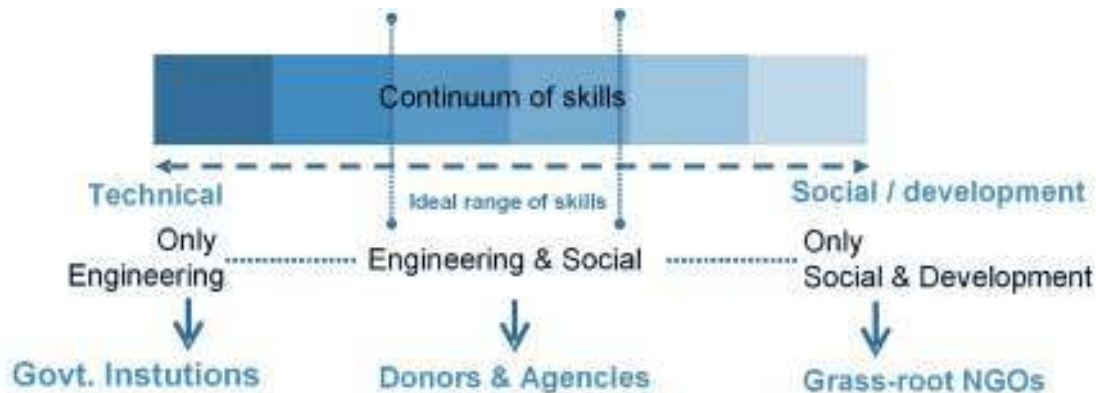 Continuum of skills
Technical
Ideal range of skills
Social / development
Only
Engineering
Engineering & Social
Only
Social & Development
Govt. Instutions
Donors & Agencies
Grass-root NGOs